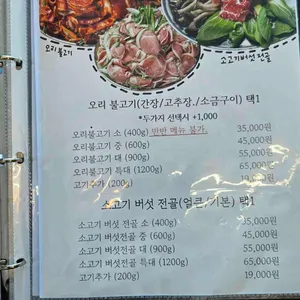 오리 불고기
소고기버섯 전골
오리 불고기(간장/고추장./소금구이) 택1
*두가지 선택시 +1,000
오리불고기 소 (400g) 반반 메뉴 불가. 35,000원
오리불고기 중 (600g) 45,000원
오리불고기 대 (900g) 55,000원
오리불고기 특대 (1200g) 65,000원
고기추가 (200g) 19,000원
소고기 버섯 전골(얼큰/기본) 택1
소고기 버섯전골 소 (400g) 35,000원
소고기 버섯전골 중 (600g) 45,000원
소고기 버섯전골 대 (900g) 55,000원
소고기 버섯전골 특대 (1200g) 65,000원
고기추가 (200g) 19,000원